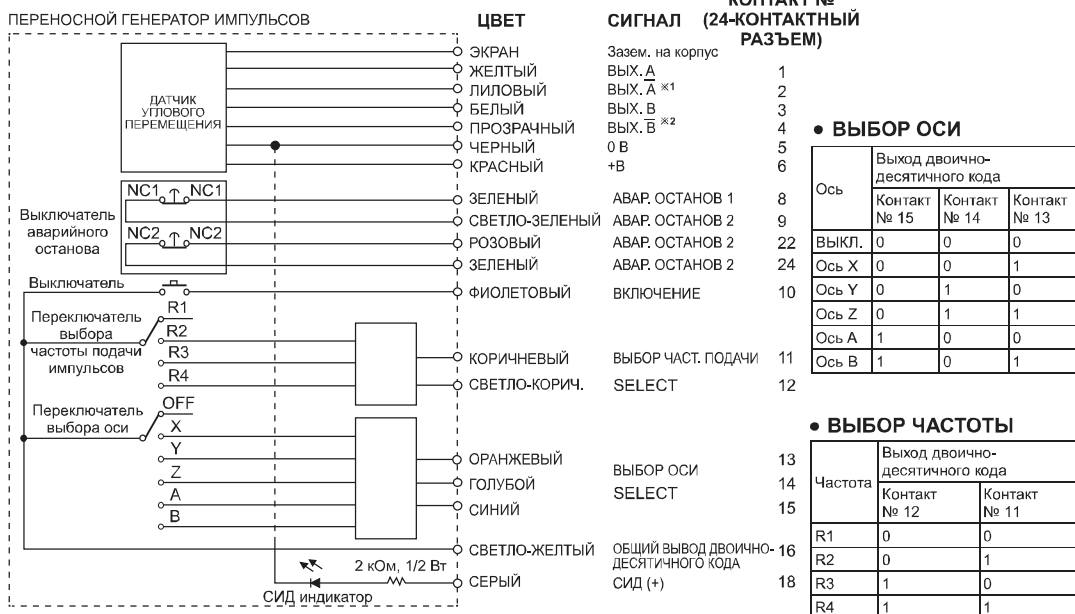 ПЕРЕНОСНОЙ ГЕНЕРАТОР ИМПУЛЬСОВ
ЦВЕТ
СИГНАЛ
КОНТАКТ №
(24-КОНТАКТНЫЙ
РАЗЪЕМ)
ДАТЧИК
УГЛОВОГО
ПЕРЕМЕЩЕНИЯ
ЭКРАН Зазем. на корпус
ЖЕЛТЫЙ ВЫХ. A 1
ЛИЛОВЫЙ ВЫХ. A̅ ※1 2
БЕЛЫЙ ВЫХ. B 3
ПРОЗРАЧНЫЙ ВЫХ. B̅ ※2 4
ЧЕРНЫЙ 0 В 5
КРАСНЫЙ +В 6
Выключатель
аварийного
останова
NC1 NC1
NC2 NC2
ЗЕЛЕНЫЙ АВАР. ОСТАНОВ 1 8
СВЕТЛО-ЗЕЛЕНЫЙ АВАР. ОСТАНОВ 2 9
РОЗОВЫЙ АВАР. ОСТАНОВ 2 22
ЗЕЛЕНЫЙ АВАР. ОСТАНОВ 2 24
Выключатель
ФИОЛЕТОВЫЙ ВКЛЮЧЕНИЕ 10
Переключатель
выбора
частоты подачи
импульсов
R1
R2
R3
R4
КОРИЧНЕВЫЙ ВЫБОР ЧАСТ. ПОДАЧИ 11
СВЕТЛО-КОРИЧ. SELECT 12
Переключатель
выбора оси
OFF
X
Y
Z
A
B
ОРАНЖЕВЫЙ 13
ВЫБОР ОСИ
ГОЛУБОЙ 14
SELECT
СИНИЙ 15
СВЕТЛО-ЖЕЛТЫЙ ОБЩИЙ ВЫВОД ДВОИЧНО- 16
ДЕСЯТИЧНОГО КОДА
2 кОм, 1/2 Вт
СИД индикатор
СЕРЫЙ СИД (+) 18
● ВЫБОР ОСИ
Ось
Выход двоично-
десятичного кода
Контакт Контакт Контакт
№ 15 № 14 № 13
ВЫКЛ. 0 0 0
Ось X 0 0 1
Ось Y 0 1 0
Ось Z 0 1 1
Ось A 1 0 0
Ось B 1 0 1
● ВЫБОР ЧАСТОТЫ
Частота
Выход двоично-
десятичного кода
Контакт Контакт
№ 12 № 11
R1 0 0
R2 0 1
R3 1 0
R4 1 1